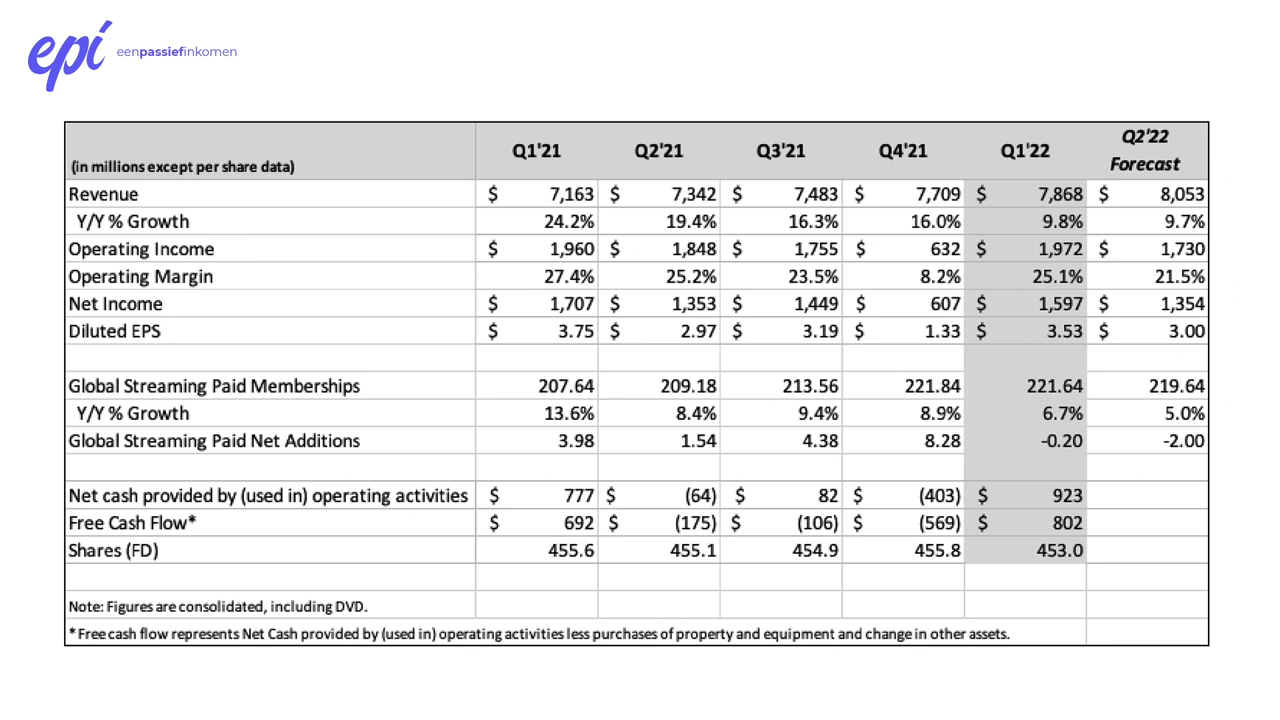 epi eenpassiefinkomen
(in millions except per share data) Q1'21 Q2'21 Q3'21 Q4'21 Q1'22 Q2'22 Forecast
Revenue $ 7,163 $ 7,342 $ 7,483 $ 7,709 $ 7,868 $ 8,053
Y/Y % Growth 24.2% 19.4% 16.3% 16.0% 9.8% 9.7%
Operating Income $ 1,960 $ 1,848 $ 1,755 $ 632 $ 1,972 $ 1,730
Operating Margin 27.4% 25.2% 23.5% 8.2% 25.1% 21.5%
Net Income $ 1,707 $ 1,353 $ 1,449 $ 607 $ 1,597 $ 1,354
Diluted EPS $ 3.75 $ 2.97 $ 3.19 $ 1.33 $ 3.53 $ 3.00
Global Streaming Paid Memberships 207.64 209.18 213.56 221.84 221.64 219.64
Y/Y % Growth 13.6% 8.4% 9.4% 8.9% 6.7% 5.0%
Global Streaming Paid Net Additions 3.98 1.54 4.38 8.28 -0.20 -2.00
Net cash provided by (used in) operating activities $ 777 $ (64) $ 82 $ (403) $ 923
Free Cash Flow* $ 692 $ (175) $ (106) $ (569) $ 802
Shares (FD) 455.6 455.1 454.9 455.8 453.0
Note: Figures are consolidated, including DVD.
* Free cash flow represents Net Cash provided by (used in) operating activities less purchases of property and equipment and change in other assets.